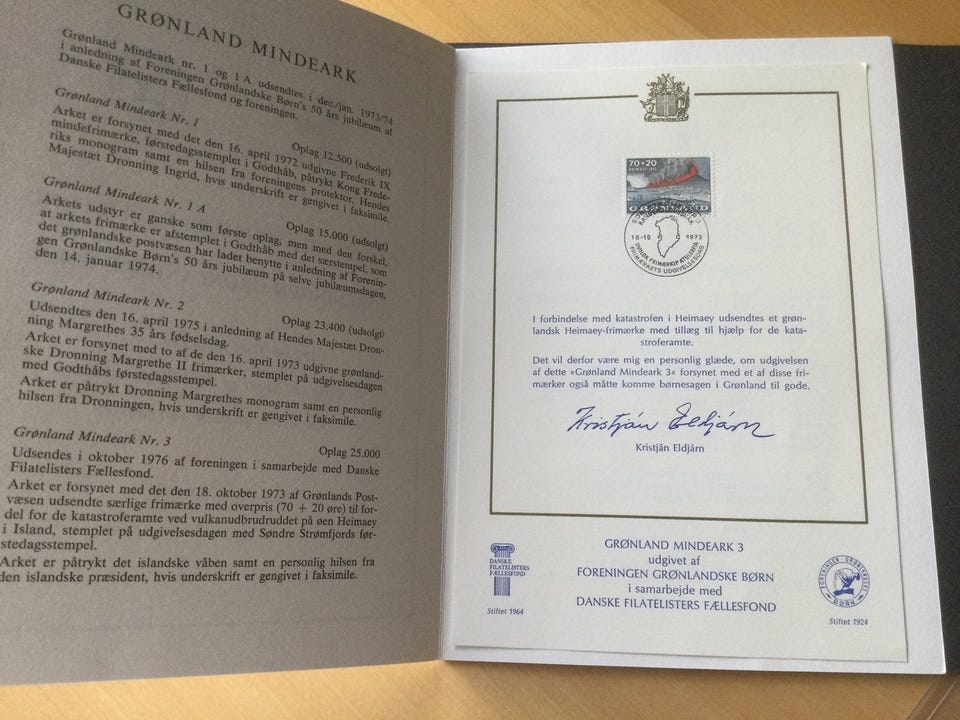 GRØNLAND MINDEARK
Grønland Mindeark nr. 1 og 1 A udsendtes i dec./jan. 1973/74
i anledning af Foreningen Grønlandske Børn's 50 års jubilæum af
Danske Filatelisters Fællesfond og foreningen.
Grønland Mindeark Nr. 1
Oplag 12.500 (udsolgt)
Arket er forsynet med det den 16. april 1972 udgivne Frederik IX
mindefrimærke, førstedagsstemplet i Godthåb, påtrykt Kong Frede-
riks monogram samt en hilsen fra foreningens protektor, Hendes
Majestæt Dronning Ingrid, hvis underskrift er gengivet i faksimile.
Grønland Mindeark Nr. 1 A
Oplag 15.000 (udsolgt)
Arkets udstyr er ganske som første oplag, men med den forskel,
at arkets frimærke er afstemplet i Godthåb med det særstempel, som
det grønlandske postvæsen har ladet benytte i anledning af Forenin-
gen Grønlandske Børn's 50 års jubilæum på selve jubilæumsdagen,
den 14. januar 1974.
Grønland Mindeark Nr. 2
Oplag 23.400 (udsolgt)
Udsendtes den 16. april 1975 i anledning af Hendes Majestæt Dron-
ning Margrethes 35 års fødselsdag.
Arket er forsynet med to af de den 16. april 1973 udgivne grønland-
ske Dronning Margrethe II frimærker, stemplet på udgivelsesdagen
med Godthåbs førstedagsstempel.
Arket er påtrykt Dronning Margrethes monogram samt en personlig
hilsen fra Dronningen, hvis underskrift er gengivet i faksimile.
Grønland Mindeark Nr. 3
Oplag 25.000
Udsendes i oktober 1976 af foreningen i samarbejde med Danske
Filatelisters Fællesfond.
Arket er forsynet med det den 18. oktober 1973 af Grønlands Post-
væsen udsendte særlige frimærke med overpris (70 + 20 øre) til for-
del for de katastroferamte ved vulkanudbrudruddet på øen Heimaey
i Island, stemplet på udgivelsesdagen med Søndre Strømfjords før-
stedagsstempel.
Arket er påtrykt det islandske våben samt en personlig hilsen fra
den islandske præsident, hvis underskrift er gengivet i faksimile.
70+20
HEIMAEY 1973
GRØNLAND
18-10 1973
FRIMÆRKETS UDGIVELSESDAG
I forbindelse med katastrofen i Heimaey udsendtes et grøn-
landsk Heimaey-frimærke med tillæg til hjælp for de kata-
stroferamte.
Det vil derfor være mig en personlig glæde, om udgivelsen
af dette »Grønland Mindeark 3« forsynet med et af disse fri-
mærker også måtte komme børnesagen i Grønland til gode.
Kristján Eldjárn
Kristján Eldjárn
GRØNLAND MINDEARK 3
udgivet af
FORENINGEN GRØNLANDSKE BØRN
i samarbejde med
DANSKE FILATELISTERS FÆLLESFOND
DANSKE
FILATELISTERS
FÆLLESFOND
Stiftet 1964
FORENINGEN GRØNLANDSKE
BØRN
Stiftet 1924